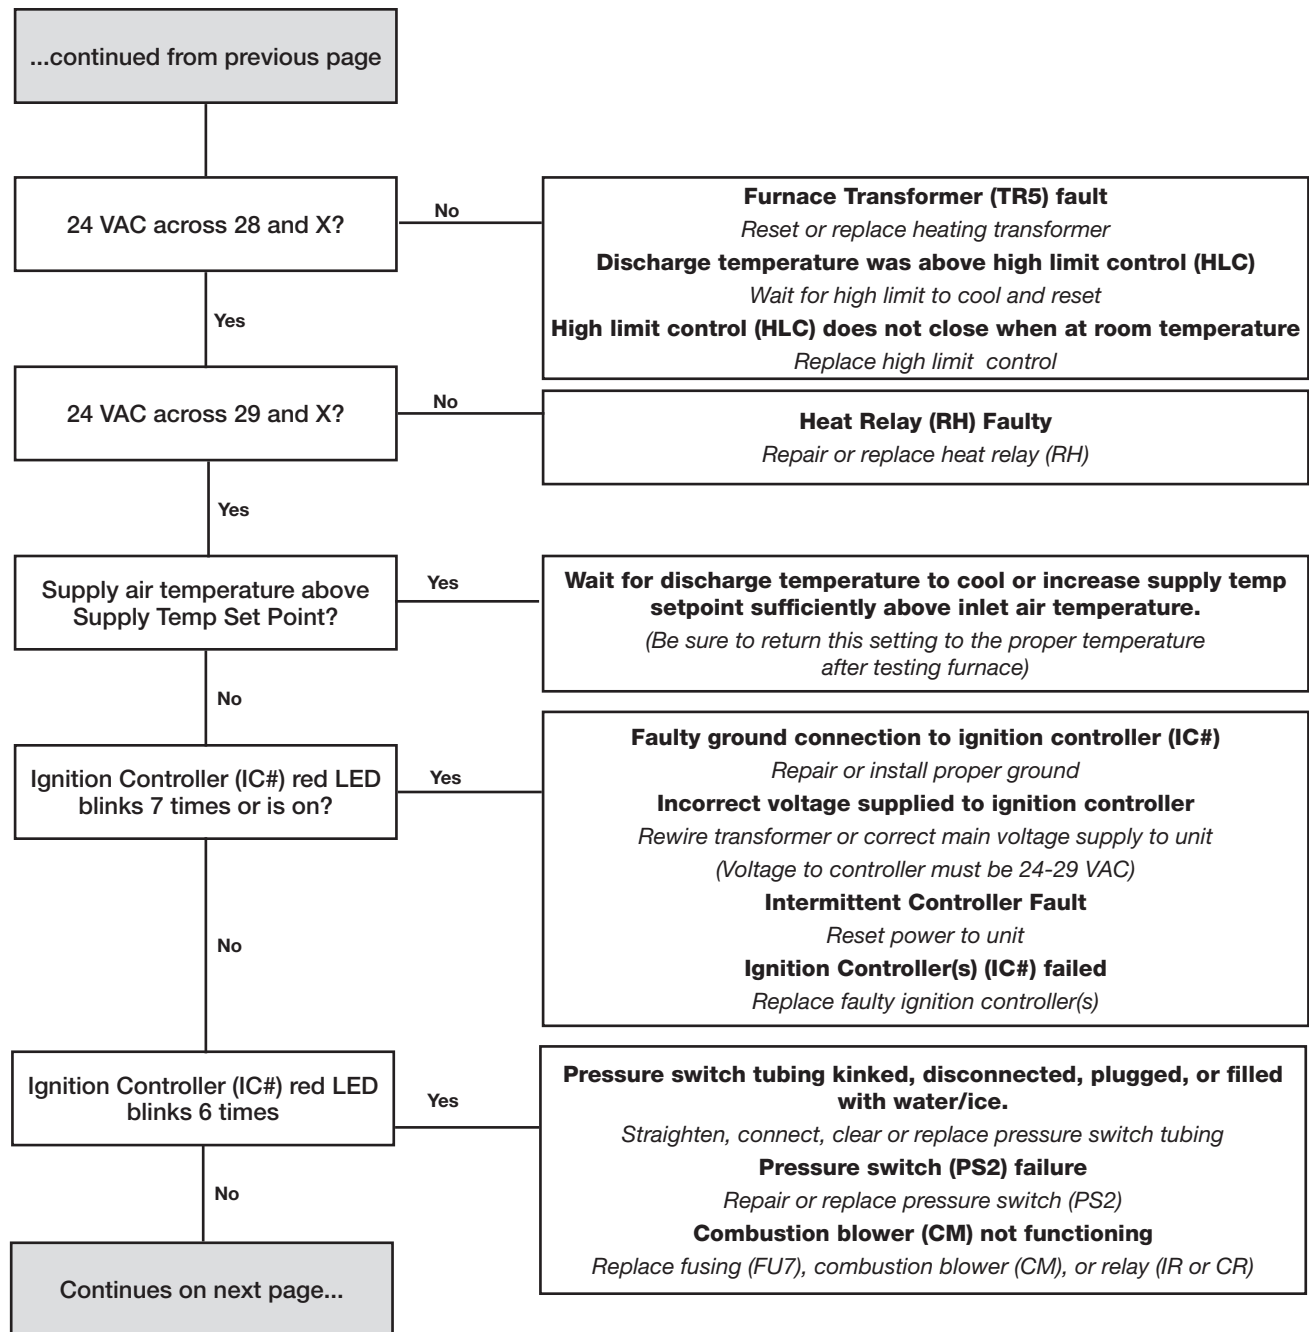 ...continued from previous page
24 VAC across 28 and X?
No
Furnace Transformer (TR5) fault
Reset or replace heating transformer
Discharge temperature was above high limit control (HLC)
Wait for high limit to cool and reset
High limit control (HLC) does not close when at room temperature
Replace high limit control
Yes
24 VAC across 29 and X?
No
Heat Relay (RH) Faulty
Repair or replace heat relay (RH)
Yes
Supply air temperature above
Supply Temp Set Point?
Yes
Wait for discharge temperature to cool or increase supply temp
setpoint sufficiently above inlet air temperature.
(Be sure to return this setting to the proper temperature
after testing furnace)
No
Ignition Controller (IC#) red LED
blinks 7 times or is on?
Yes
Faulty ground connection to ignition controller (IC#)
Repair or install proper ground
Incorrect voltage supplied to ignition controller
Rewire transformer or correct main voltage supply to unit
(Voltage to controller must be 24-29 VAC)
Intermittent Controller Fault
Reset power to unit
Ignition Controller(s) (IC#) failed
Replace faulty ignition controller(s)
No
Ignition Controller (IC#) red LED
blinks 6 times
Yes
Pressure switch tubing kinked, disconnected, plugged, or filled
with water/ice.
Straighten, connect, clear or replace pressure switch tubing
Pressure switch (PS2) failure
Repair or replace pressure switch (PS2)
Combustion blower (CM) not functioning
Replace fusing (FU7), combustion blower (CM), or relay (IR or CR)
No
Continues on next page...